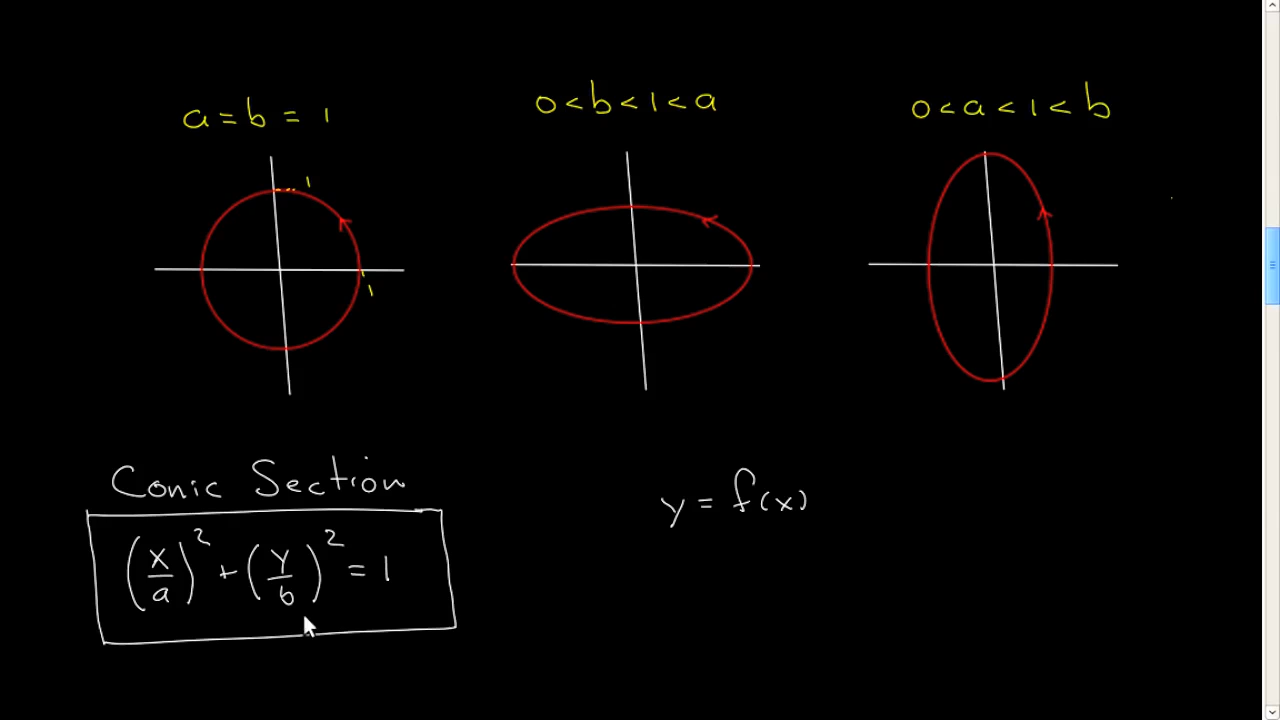 a = b = 1
0 < b < 1 < a
0 < a < 1 < b
1
1
Conic Section
y = f(x)
(x/a)² + (y/b)² = 1